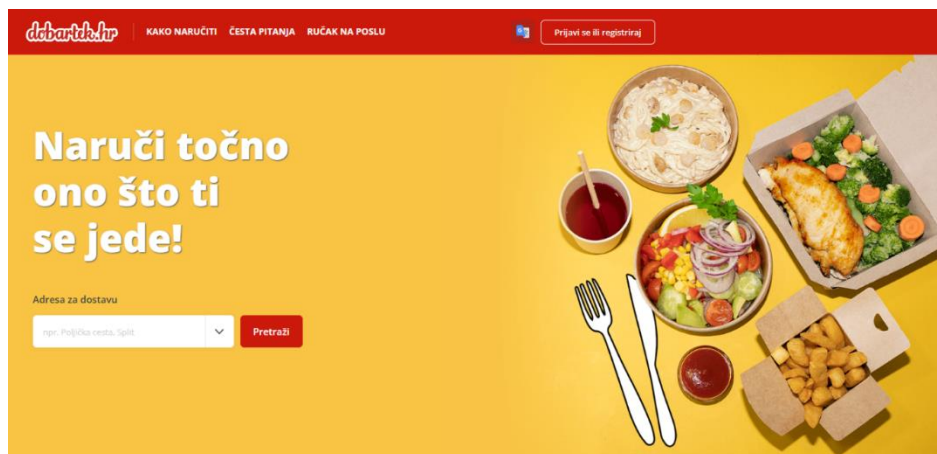 dobartek.hr
KAKO NARUČITI ČESTA PITANJA RUČAK NA POSLU
Prijavi se ili registriraj
Naruči točno
ono što ti
se jede!
Adresa za dostavu
npr. Poljička cesta, Split
Pretraži